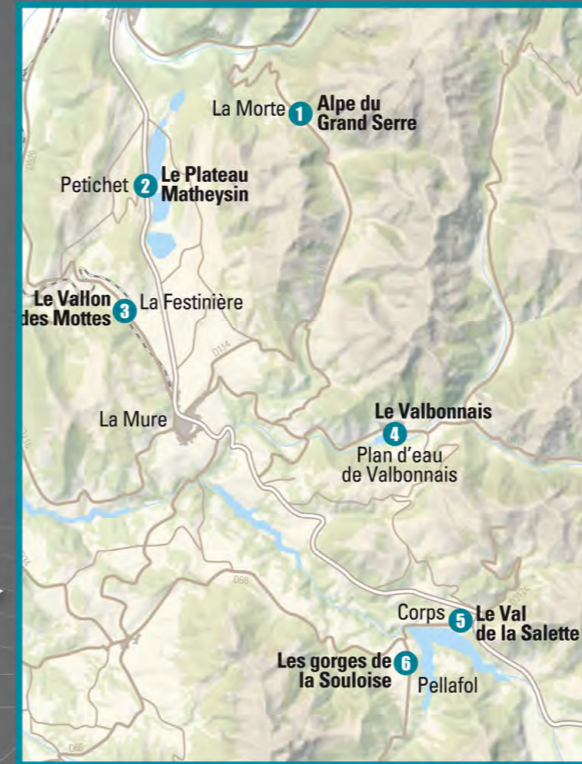 La Morte
1
Alpe du
Grand Serre
Petichet
2
Le Plateau
Matheysin
Le Vallon
des Mottes
3
La Festinière
D114
La Mure
Le Valbonnais
4
Plan d'eau
de Valbonnais
D66
Corps
5
Le Val
de la Salette
Les gorges de
la Souloise
6
Pellafol
D66